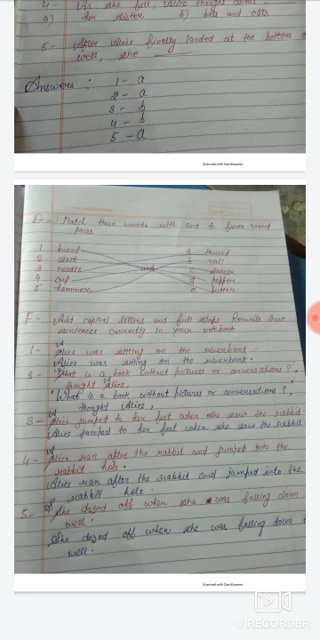 4- As she fell, Alice thought about
a) her sister b) bats and cats
5- After Alice finally landed at the bottom
well, she
Answers :
1 - a
2 - a
3 - b
4 - b
5 - a
Scanned with CamScanner
E- Match these words with and to form word
pairs
1 bread a thread
2 salt b nail
3 needle and c saucer
4 cup d pepper
5 hammer e butter
F- Add capital letters and full stops. Rewrite these
sentences correctly in your notebook
1- Alice was sitting on the riverbank.
Alice was sitting on the riverbank.
2- What is a book without pictures or conversations?,
thought Alice.
"What is a book without pictures or conversations?",
thought Alice,
3- Alice jumped to her feet when she saw the rabbit.
Alice jumped to her feet when she saw the rabbit
4- Alice ran after the rabbit and jumped into the
rabbit hole.
Alice ran after the rabbit and jumped into the
rabbit hole.
5- She dozed off when she was falling down
well.
She dozed off when she was falling down
well.
Scanned with CamScanner
V RECORDER